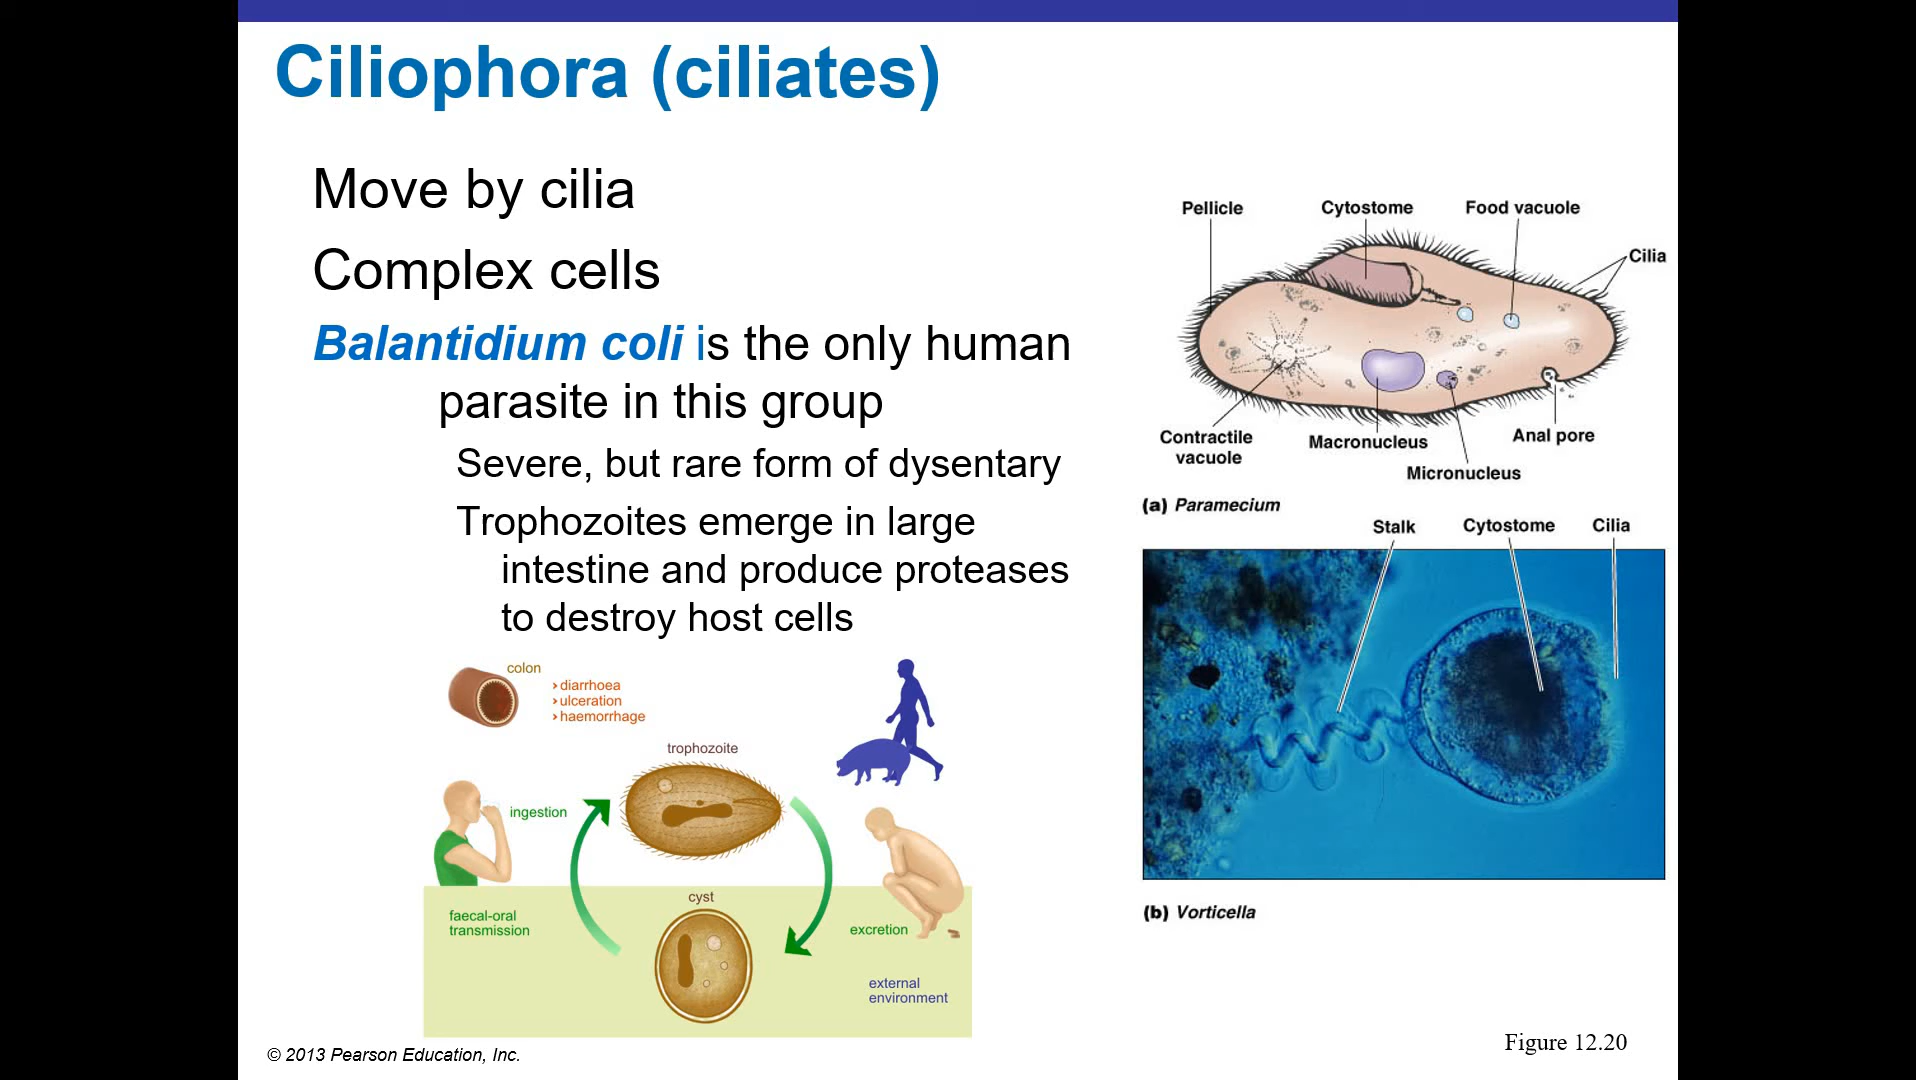 Ciliophora (ciliates)
Move by cilia
Complex cells
Balantidium coli is the only human
parasite in this group
Severe, but rare form of dysentary
Trophozoites emerge in large
intestine and produce proteases
to destroy host cells
colon
> diarrhoea
> ulceration
> haemorrhage
trophozoite
ingestion
cyst
faecal-oral
transmission
excretion
external
environment
Pellicle
Cytostome
Food vacuole
Cilia
Contractile
vacuole
Macronucleus
Micronucleus
Anal pore
(a) Paramecium
Stalk
Cytostome
Cilia
(b) Vorticella
Figure 12.20
© 2013 Pearson Education, Inc.